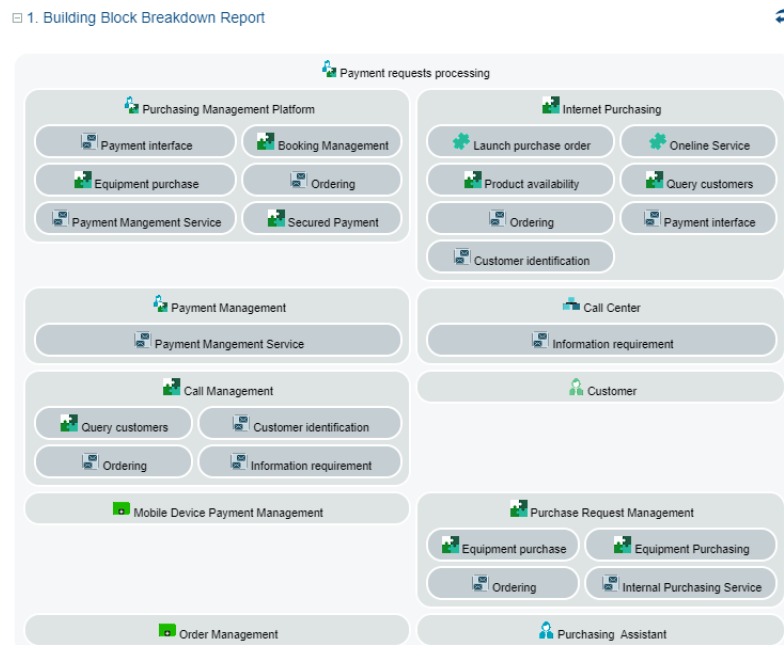 1. Building Block Breakdown Report
Payment requests processing
Purchasing Management Platform
Payment interface
Booking Management
Equipment purchase
Ordering
Payment Mangement Service
Secured Payment
Internet Purchasing
Launch purchase order
Oneline Service
Product availability
Query customers
Ordering
Payment interface
Customer identification
Payment Management
Payment Mangement Service
Call Center
Information requirement
Call Management
Query customers
Customer identification
Ordering
Information requirement
Customer
Mobile Device Payment Management
Purchase Request Management
Equipment purchase
Equipment Purchasing
Ordering
Internal Purchasing Service
Order Management
Purchasing Assistant